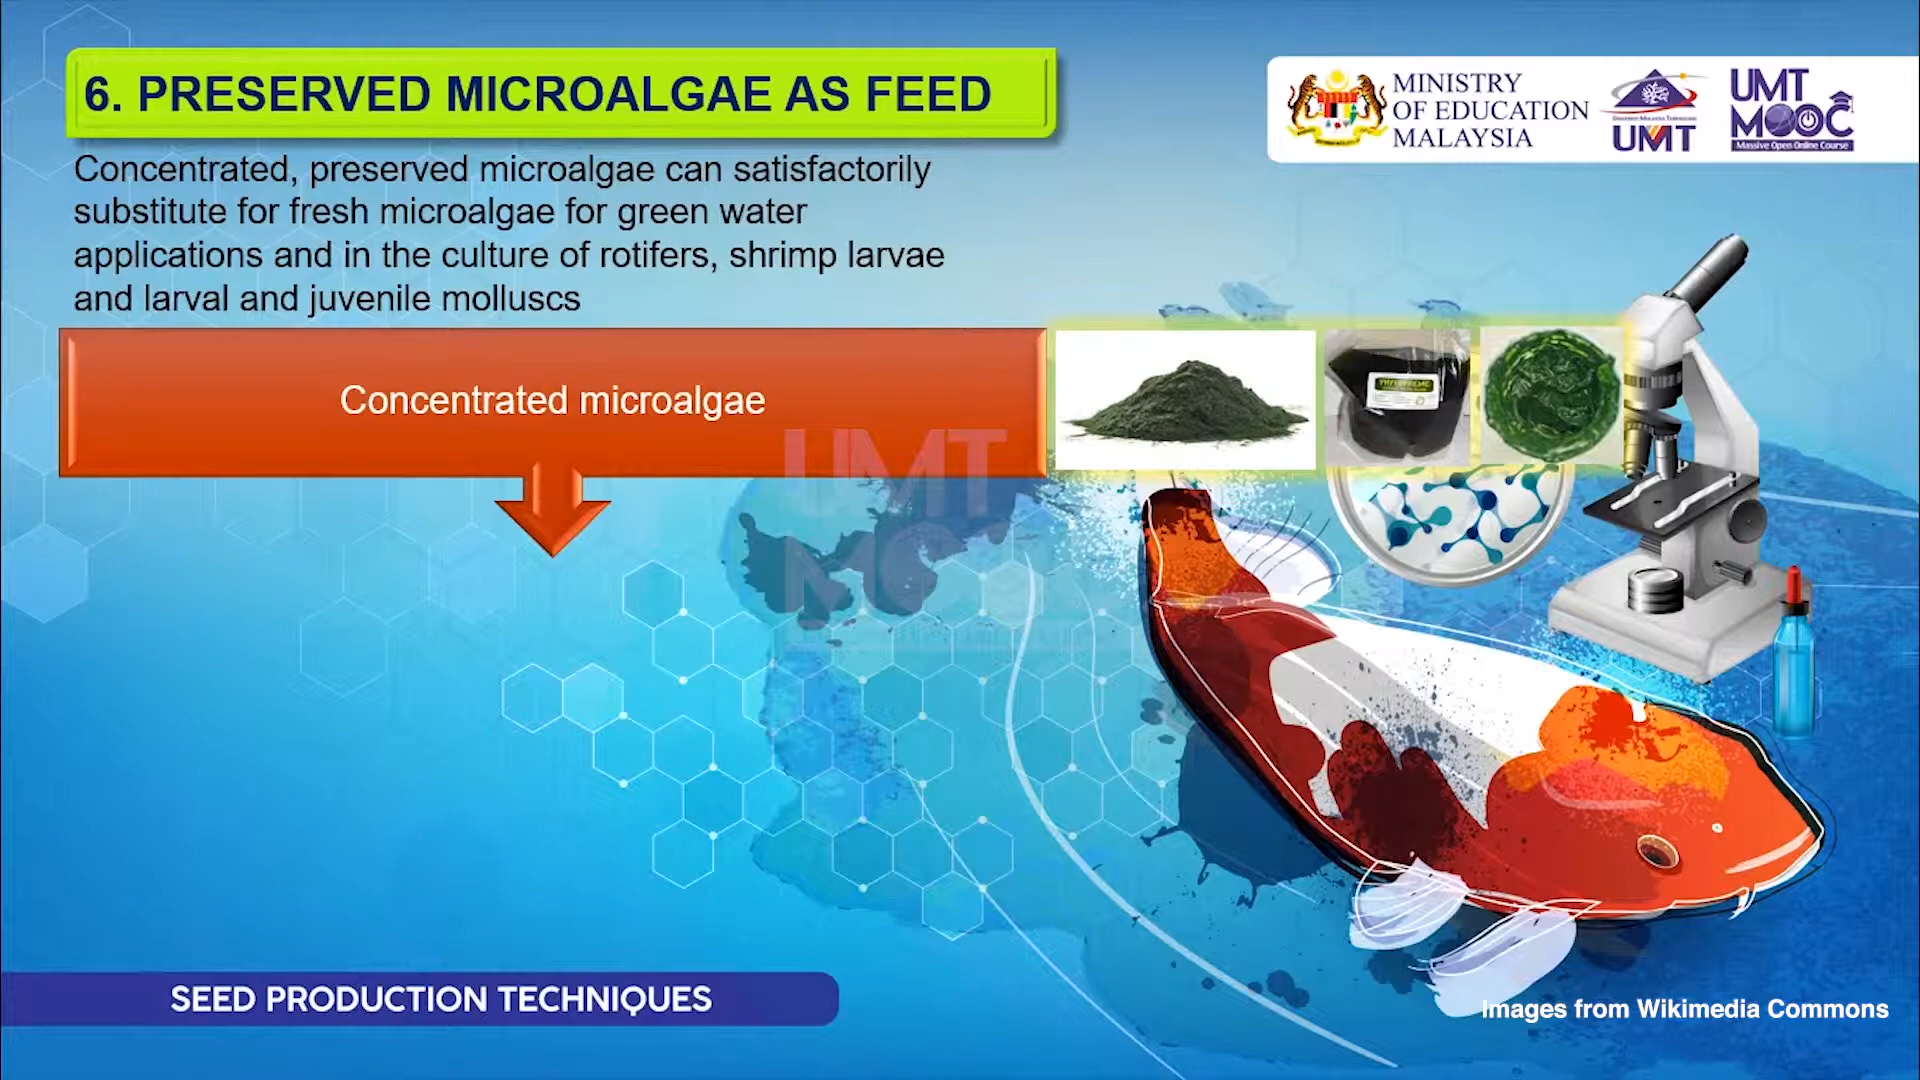 6. PRESERVED MICROALGAE AS FEED
MINISTRY
OF EDUCATION
MALAYSIA
UMT
UMT
MOOC
Massive Open Online Course
Concentrated, preserved microalgae can satisfactorily
substitute for fresh microalgae for green water
applications and in the culture of rotifers, shrimp larvae
and larval and juvenile molluscs
Concentrated microalgae
UMT
MOOC
SEED PRODUCTION TECHNIQUES
Images from Wikimedia Commons